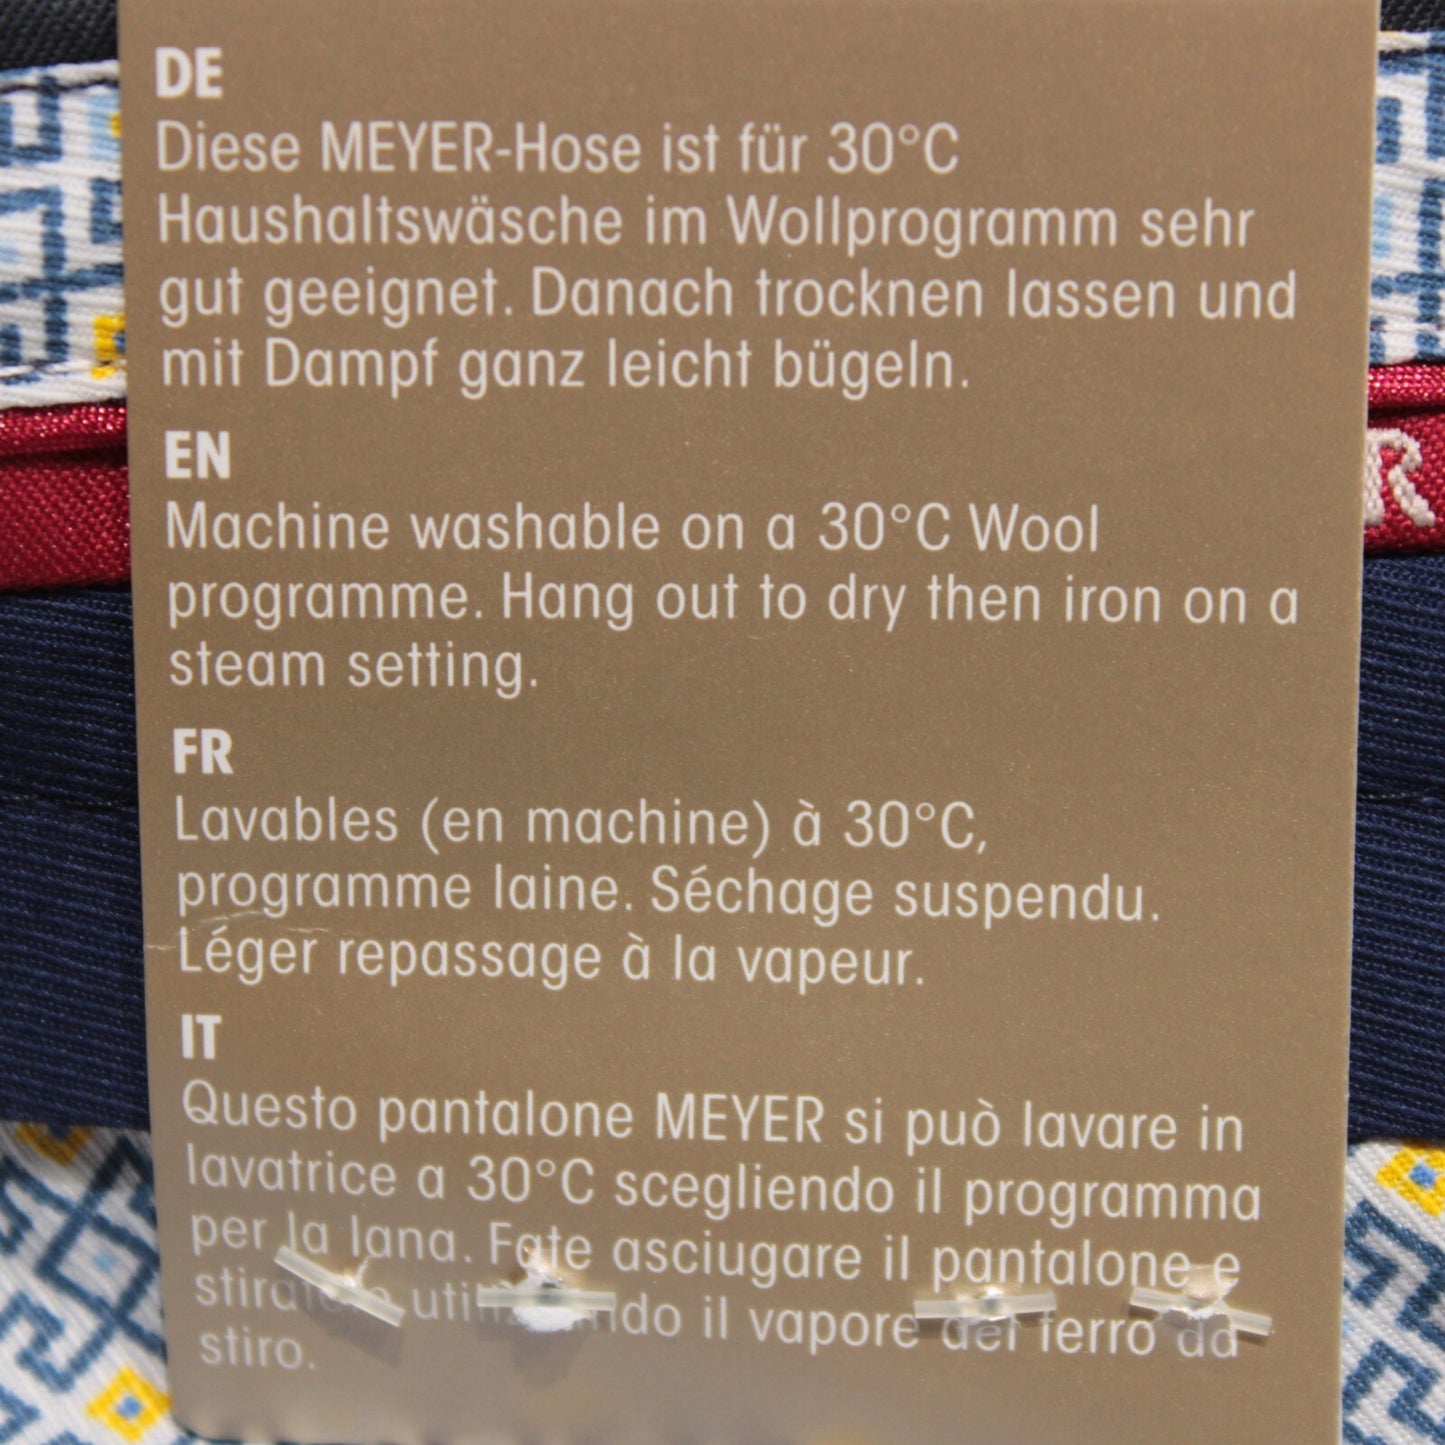 DE
Diese MEYER-Hose ist für 30°C
Haushaltswäsche im Wollprogramm sehr
gut geeignet. Danach trocknen lassen und
mit Dampf ganz leicht bügeln.
EN
Machine washable on a 30°C Wool
programme. Hang out to dry then iron on a
steam setting.
FR
Lavables (en machine) à 30°C,
programme laine. Séchage suspendu.
Léger repassage à la vapeur.
IT
Questo pantalone MEYER si può lavare in
lavatrice a 30°C scegliendo il programma
per la lana. Fate asciugare il pantalone e
il vapore del ferro da
stiro.
R